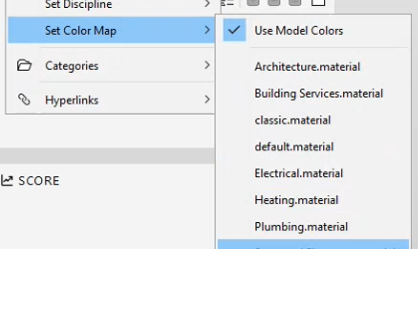 Set Discipline
Set Color Map
Categories
Hyperlinks
SCORE
Use Model Colors
Architecture.material
Building Services.material
classic.material
default.material
Electrical.material
Heating.material
Plumbing.material